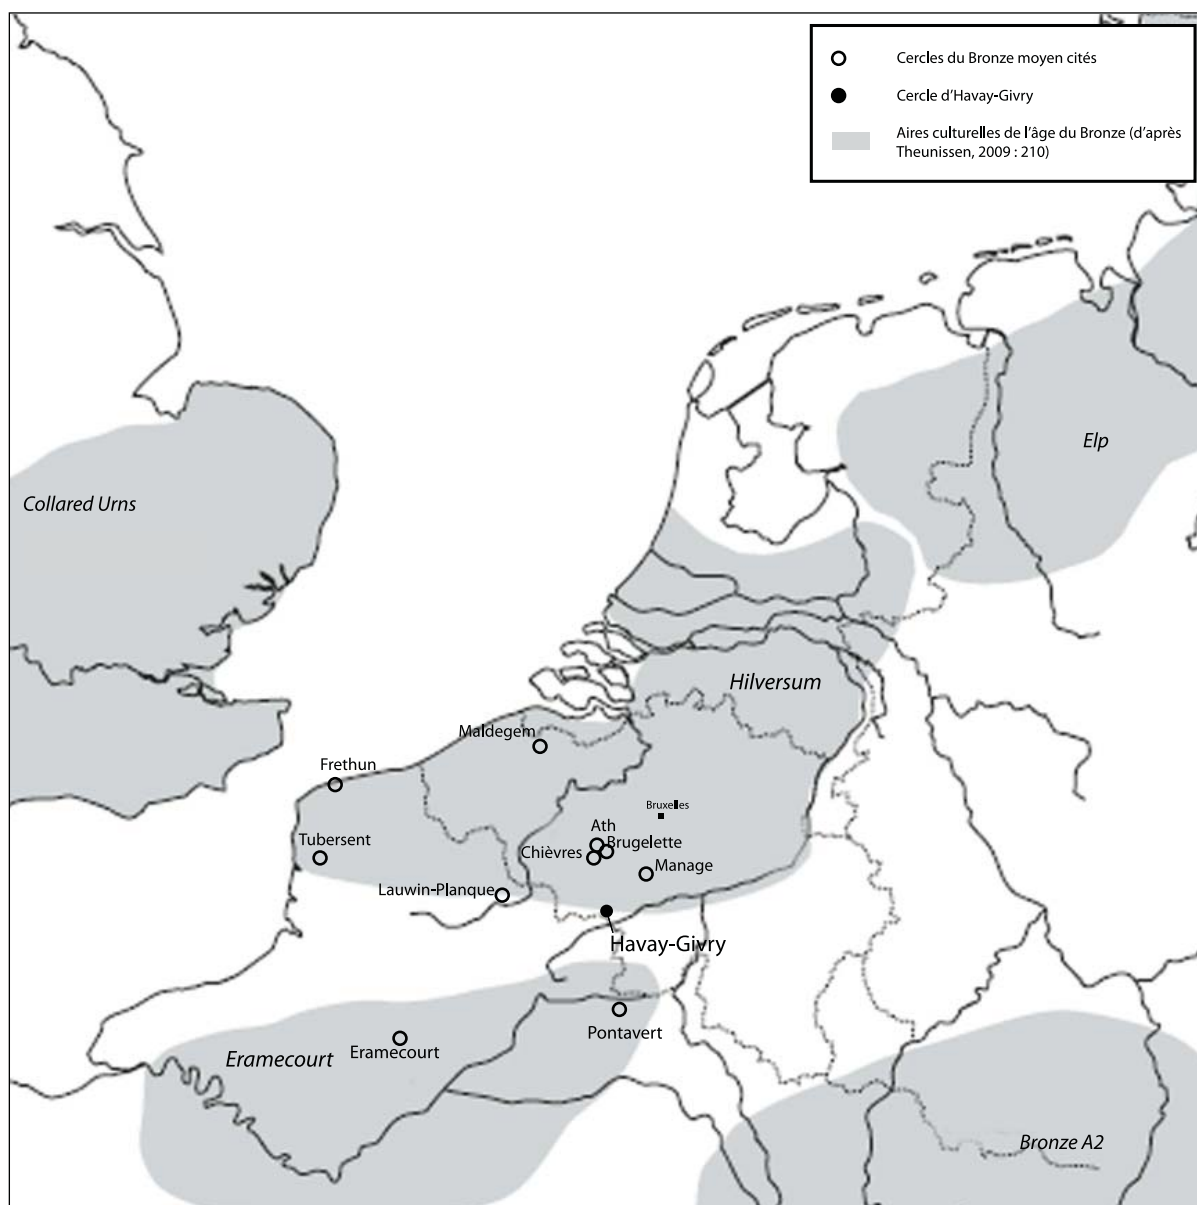 Cercles du Bronze moyen cités
Cercle d'Havay-Givry
Aires culturelles de l'âge du Bronze (d'après
Theunissen, 2009 : 210)
Elp
Collared Urns
Hilversum
Maldegem
Frethun
Bruxelles
Ath
Tubersent
Brugelette
Chièvres
Manage
Lauwin-Planque
Havay-Givry
Pontavert
Eramecourt
Eramecourt
Bronze A2